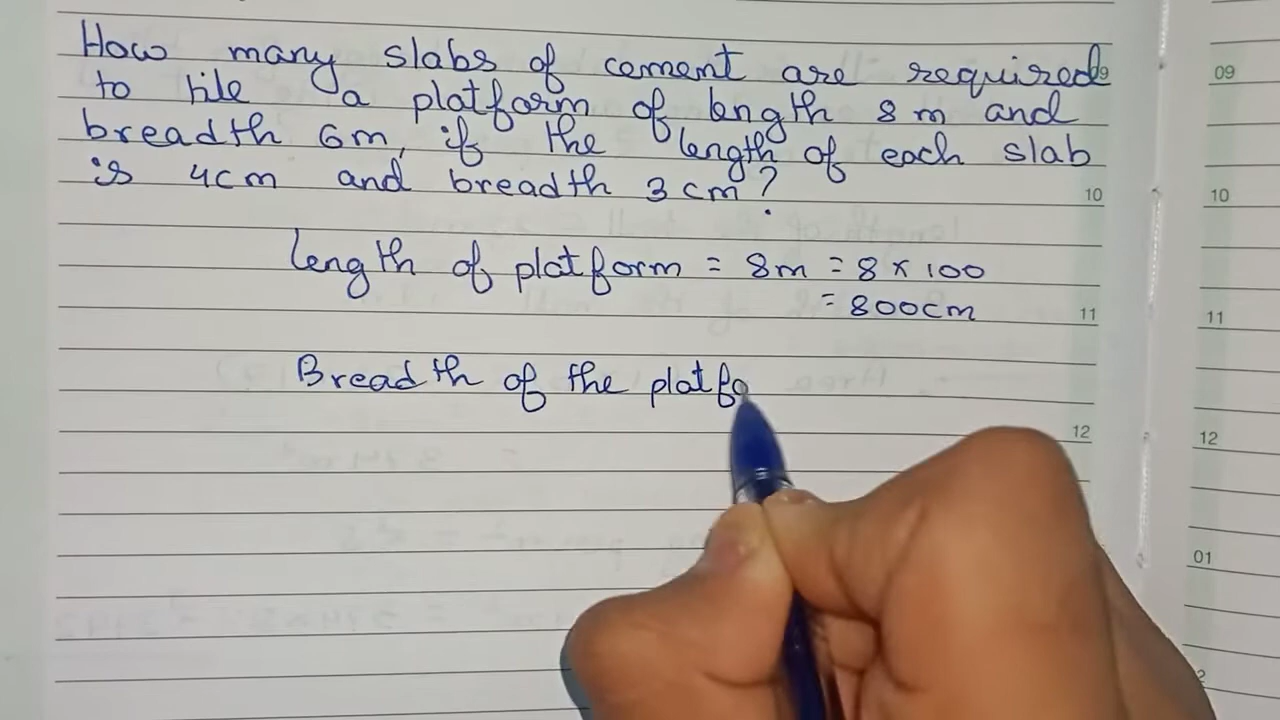 How many slabs of cement are required
to tile a platform of length 8 m and
breadth 6m, if the length of each slab
is 4cm and breadth 3 cm?
length of platform = 8m = 8 × 100
= 800cm
Breadth of the platfo
09
10
11
12
09
10
11
12
01
2